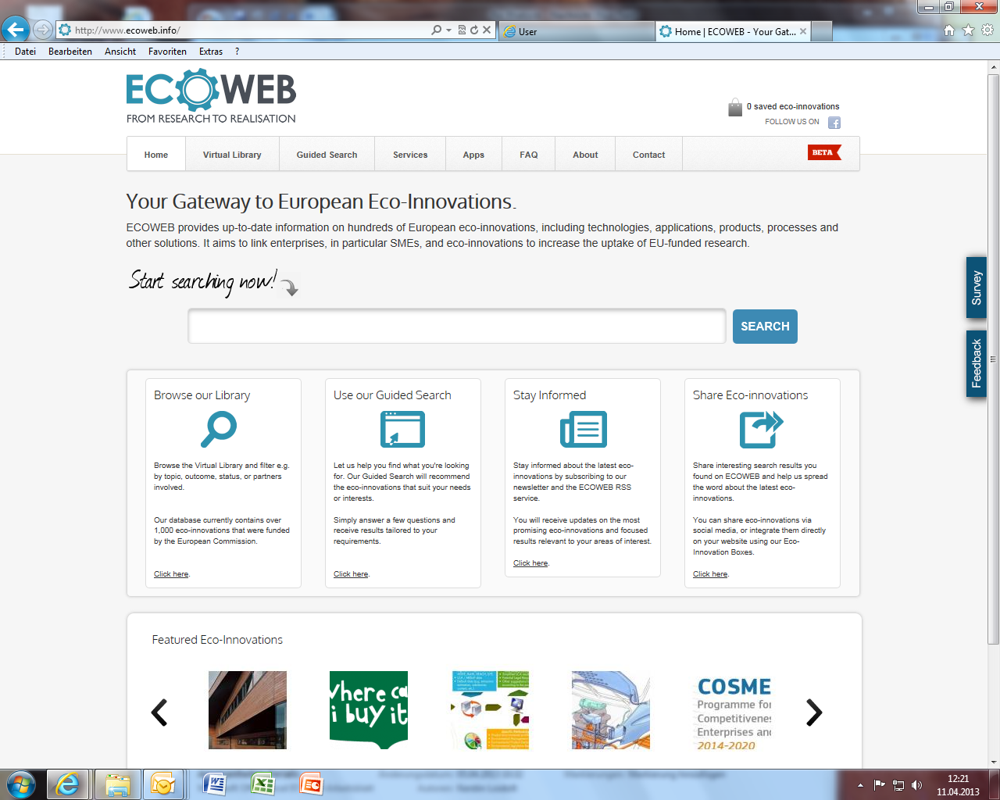 http://www.ecoweb.info/
User
Home | ECOWEB - Your Gat...
Datei Bearbeiten Ansicht Favoriten Extras ?
ECOWEB
FROM RESEARCH TO REALISATION
0 saved eco-innovations
FOLLOW US ON
Home Virtual Library Guided Search Services Apps FAQ About Contact
BETA
Your Gateway to European Eco-Innovations.
ECOWEB provides up-to-date information on hundreds of European eco-innovations, including technologies, applications, products, processes and
other solutions. It aims to link enterprises, in particular SMEs, and eco-innovations to increase the uptake of EU-funded research.
Start searching now!
SEARCH
Survey
Feedback
Browse our Library
Browse the Virtual Library and filter e.g.
by topic, outcome, status, or partners
involved.
Our database currently contains over
1,000 eco-innovations that were funded
by the European Commission.
Click here.
Use our Guided Search
Let us help you find what you're looking
for. Our Guided Search will recommend
the eco-innovations that suit your needs
or interests.
Simply answer a few questions and
receive results tailored to your
requirements.
Click here.
Stay Informed
Stay informed about the latest eco-
innovations by subscribing to our
newsletter and the ECOWEB RSS
service.
You will receive updates on the most
promising eco-innovations and focused
results relevant to your areas of interest.
Click here.
Share Eco-innovations
Share interesting search results you
found on ECOWEB and help us spread
the word about the latest eco-
innovations.
You can share eco-innovations via
social media, or integrate them directly
on your website using our Eco-
Innovation Boxes.
Click here.
Featured Eco-Innovations
where ca
i buy it
COSME
Programme for
Competitivenes
Enterprises and
2014-2020
12:21
11.04.2013